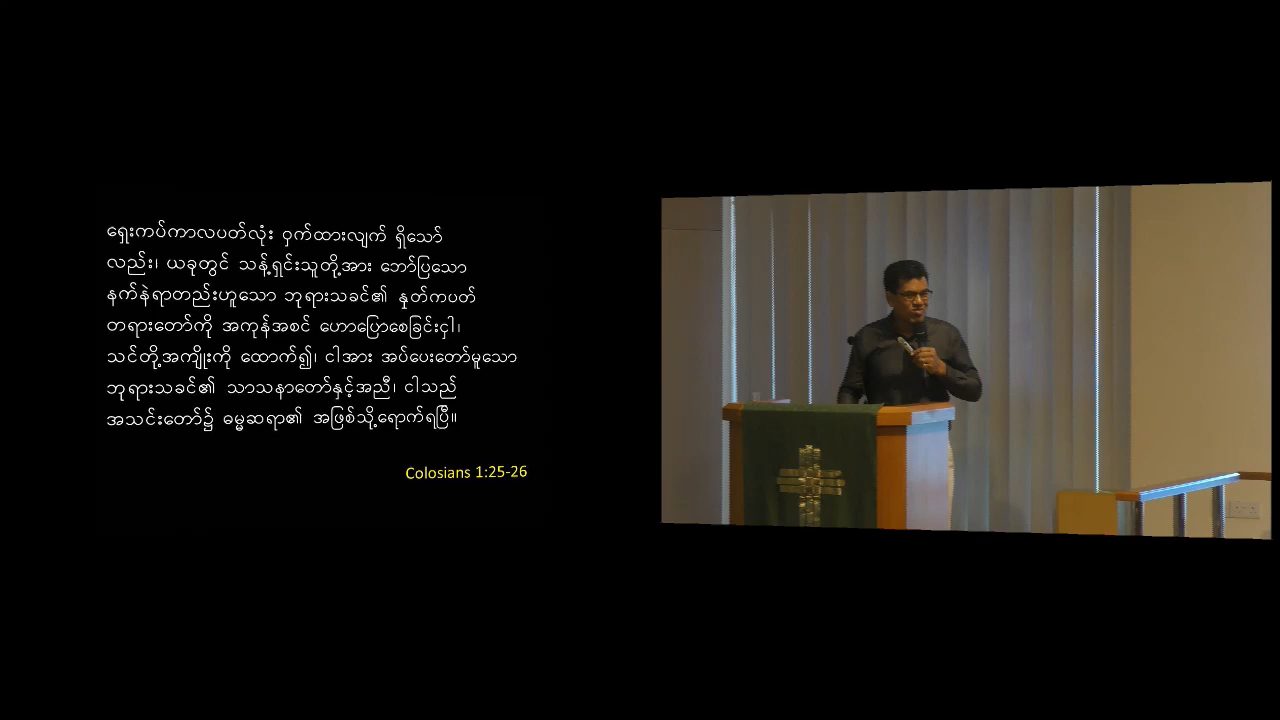 ရှေးကပ်ကာလပတ်လုံး ဝှက်ထားလျက် ရှိသော်
လည်း၊ ယခုတွင် သန့်ရှင်းသူတို့အား ဘော်ပြသော
နက်နဲရာတည်းဟူသော ဘုရားသခင်၏ နှုတ်ကပတ်
တရားတော်ကို အကုန်အစင် ဟောပြောစေခြင်းငှါ၊
သင်တို့အကျိုးကို ထောက်၍၊ ငါအား အပ်ပေးတော်မူသော
ဘုရားသခင်၏ သာသနာတော်နှင့်အညီ၊ ငါသည်
အသင်းတော်၌ ဓမ္မဆရာ၏ အဖြစ်သို့ရောက်ရပြီ။
Colosians 1:25-26